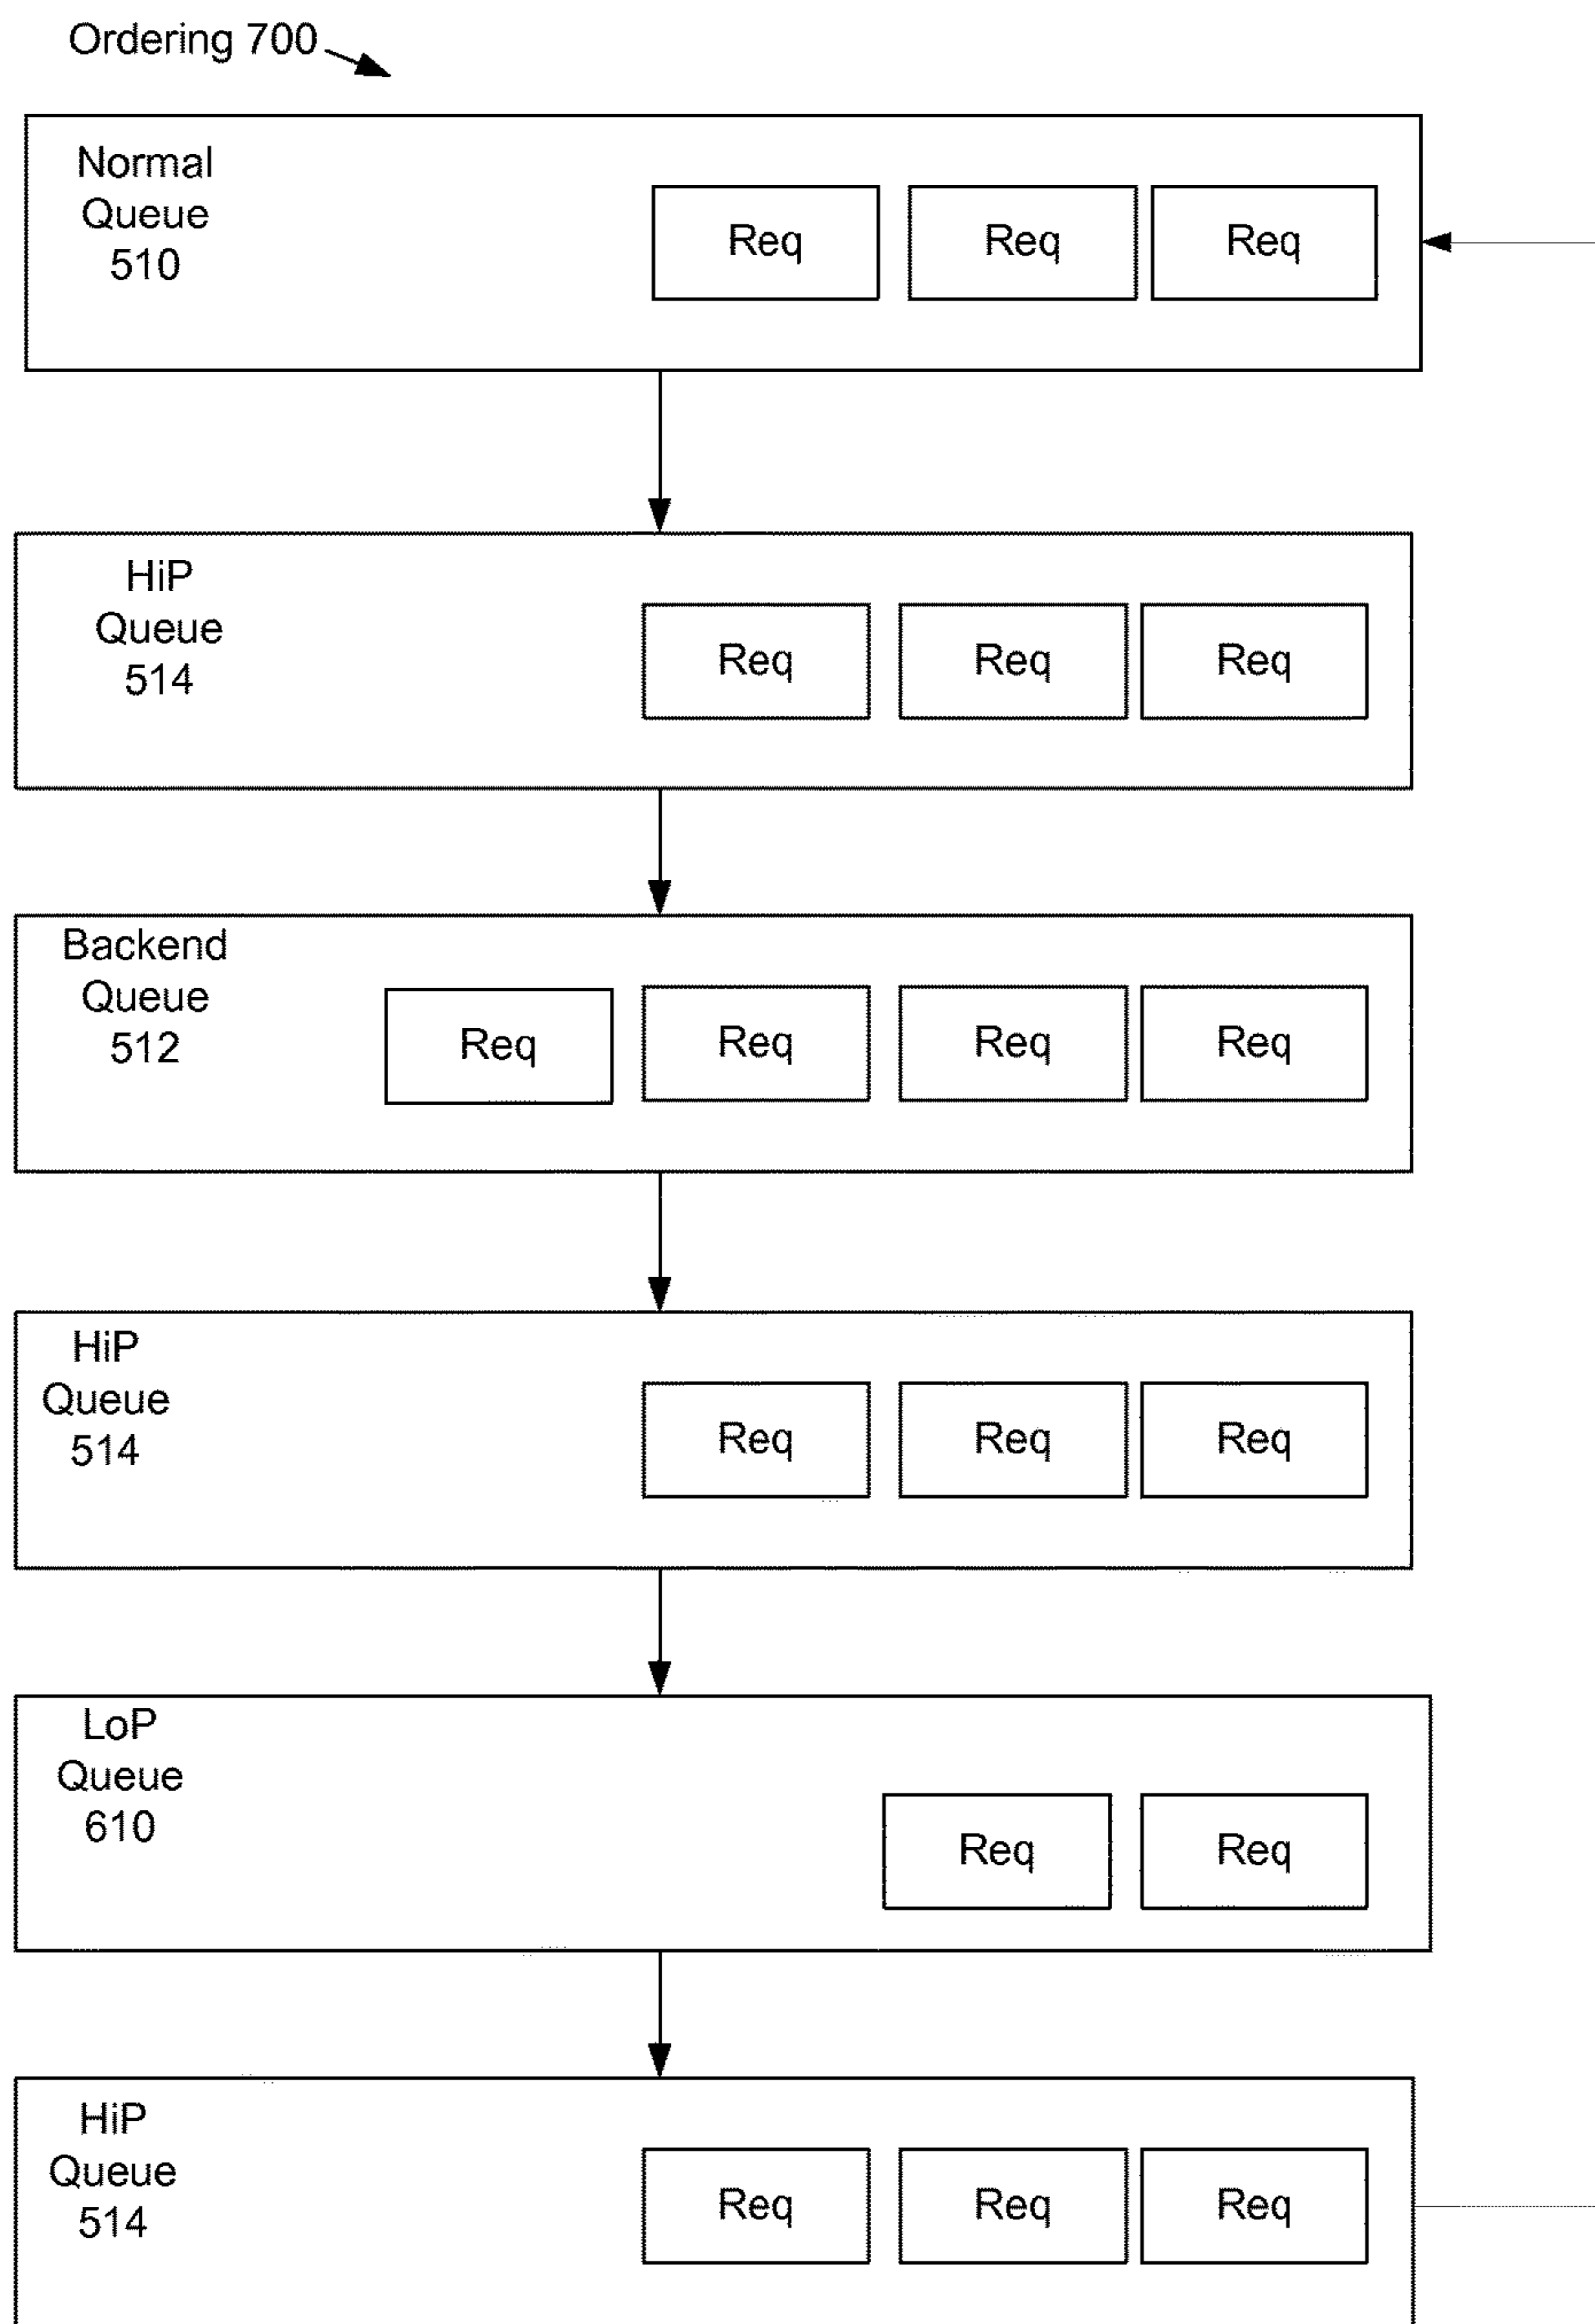 Ordering 700
Normal
Queue
510
Req Req Req
HiP
Queue
514
Req Req Req
Backend
Queue
512
Req Req Req Req
HiP
Queue
514
Req Req Req
LoP
Queue
610
Req Req
HiP
Queue
514
Req Req Req